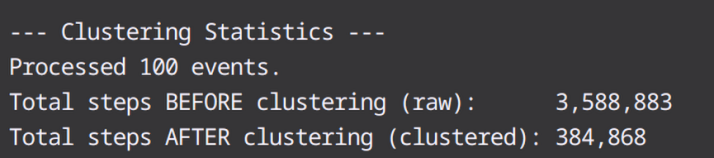 --- Clustering Statistics ---
Processed 100 events.
Total steps BEFORE clustering (raw):      3,588,883
Total steps AFTER clustering (clustered): 384,868